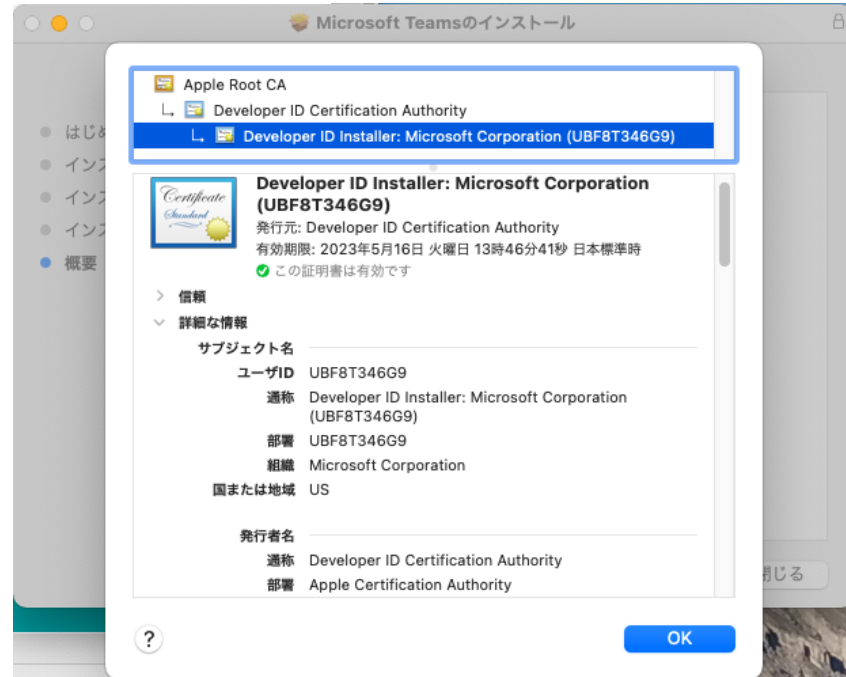 Microsoft Teamsのインストール
Apple Root CA
Developer ID Certification Authority
Developer ID Installer: Microsoft Corporation (UBF8T346G9)
はじめ
インス
インス
インス
概要
Developer ID Installer: Microsoft Corporation
(UBF8T346G9)
Certificate
Standard
発行元: Developer ID Certification Authority
有効期限: 2023年5月16日 火曜日 13時46分41秒 日本標準時
この証明書は有効です
信頼
詳細な情報
サブジェクト名
ユーザID UBF8T346G9
通称 Developer ID Installer: Microsoft Corporation
(UBF8T346G9)
部署 UBF8T346G9
組織 Microsoft Corporation
国または地域 US
発行者名
通称 Developer ID Certification Authority
部署 Apple Certification Authority
閉じる
?
OK